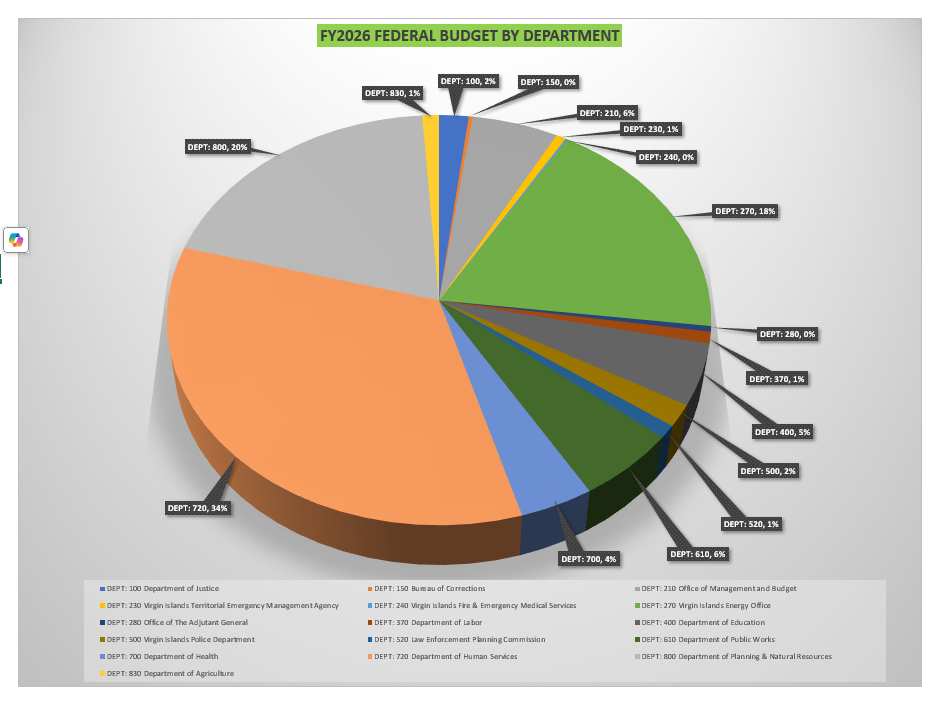 FY2026 FEDERAL BUDGET BY DEPARTMENT
DEPT: 100, 2%
DEPT: 150, 0%
DEPT: 830, 1%
DEPT: 210, 6%
DEPT: 230, 1%
DEPT: 800, 20%
DEPT: 240, 0%
DEPT: 270, 18%
DEPT: 280, 0%
DEPT: 370, 1%
DEPT: 400, 5%
DEPT: 500, 2%
DEPT: 720, 34%
DEPT: 520, 1%
DEPT: 610, 6%
DEPT: 700, 4%
DEPT: 100 Department of Justice
DEPT: 150 Bureau of Corrections
DEPT: 210 Office of Management and Budget
DEPT: 230 Virgin Islands Territorial Emergency Management Agency
DEPT: 240 Virgin Islands Fire & Emergency Medical Services
DEPT: 270 Virgin Islands Energy Office
DEPT: 280 Office of The Adjutant General
DEPT: 370 Department of Labor
DEPT: 400 Department of Education
DEPT: 500 Virgin Islands Police Department
DEPT: 520 Law Enforcement Planning Commission
DEPT: 610 Department of Public Works
DEPT: 700 Department of Health
DEPT: 720 Department of Human Services
DEPT: 800 Department of Planning & Natural Resources
DEPT: 830 Department of Agriculture